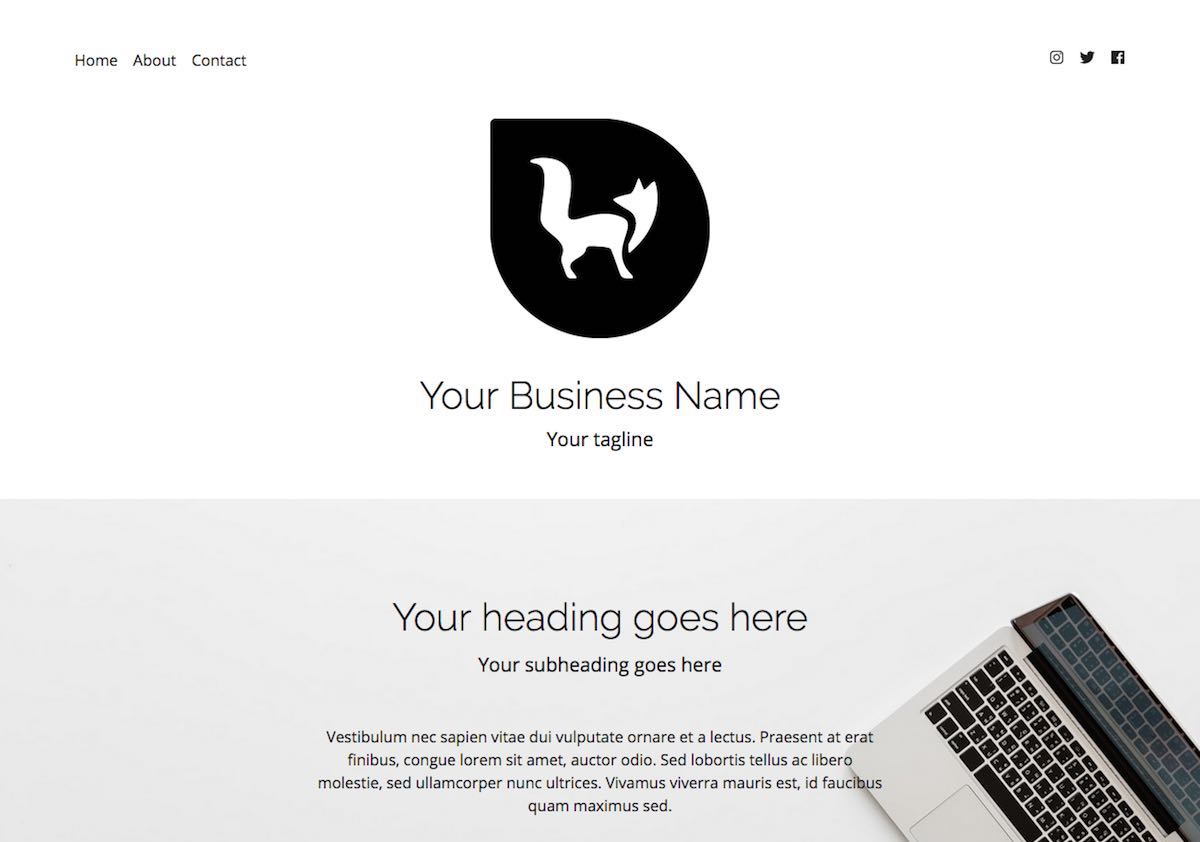 Home About Contact
Your Business Name
Your tagline
Your heading goes here
Your subheading goes here
Vestibulum nec sapien vitae dui vulputate ornare et a lectus. Praesent at erat
finibus, congue lorem sit amet, auctor odio. Sed lobortis tellus ac libero
molestie, sed ullamcorper nunc ultrices. Vivamus viverra mauris est, id faucibus
quam maximus sed.